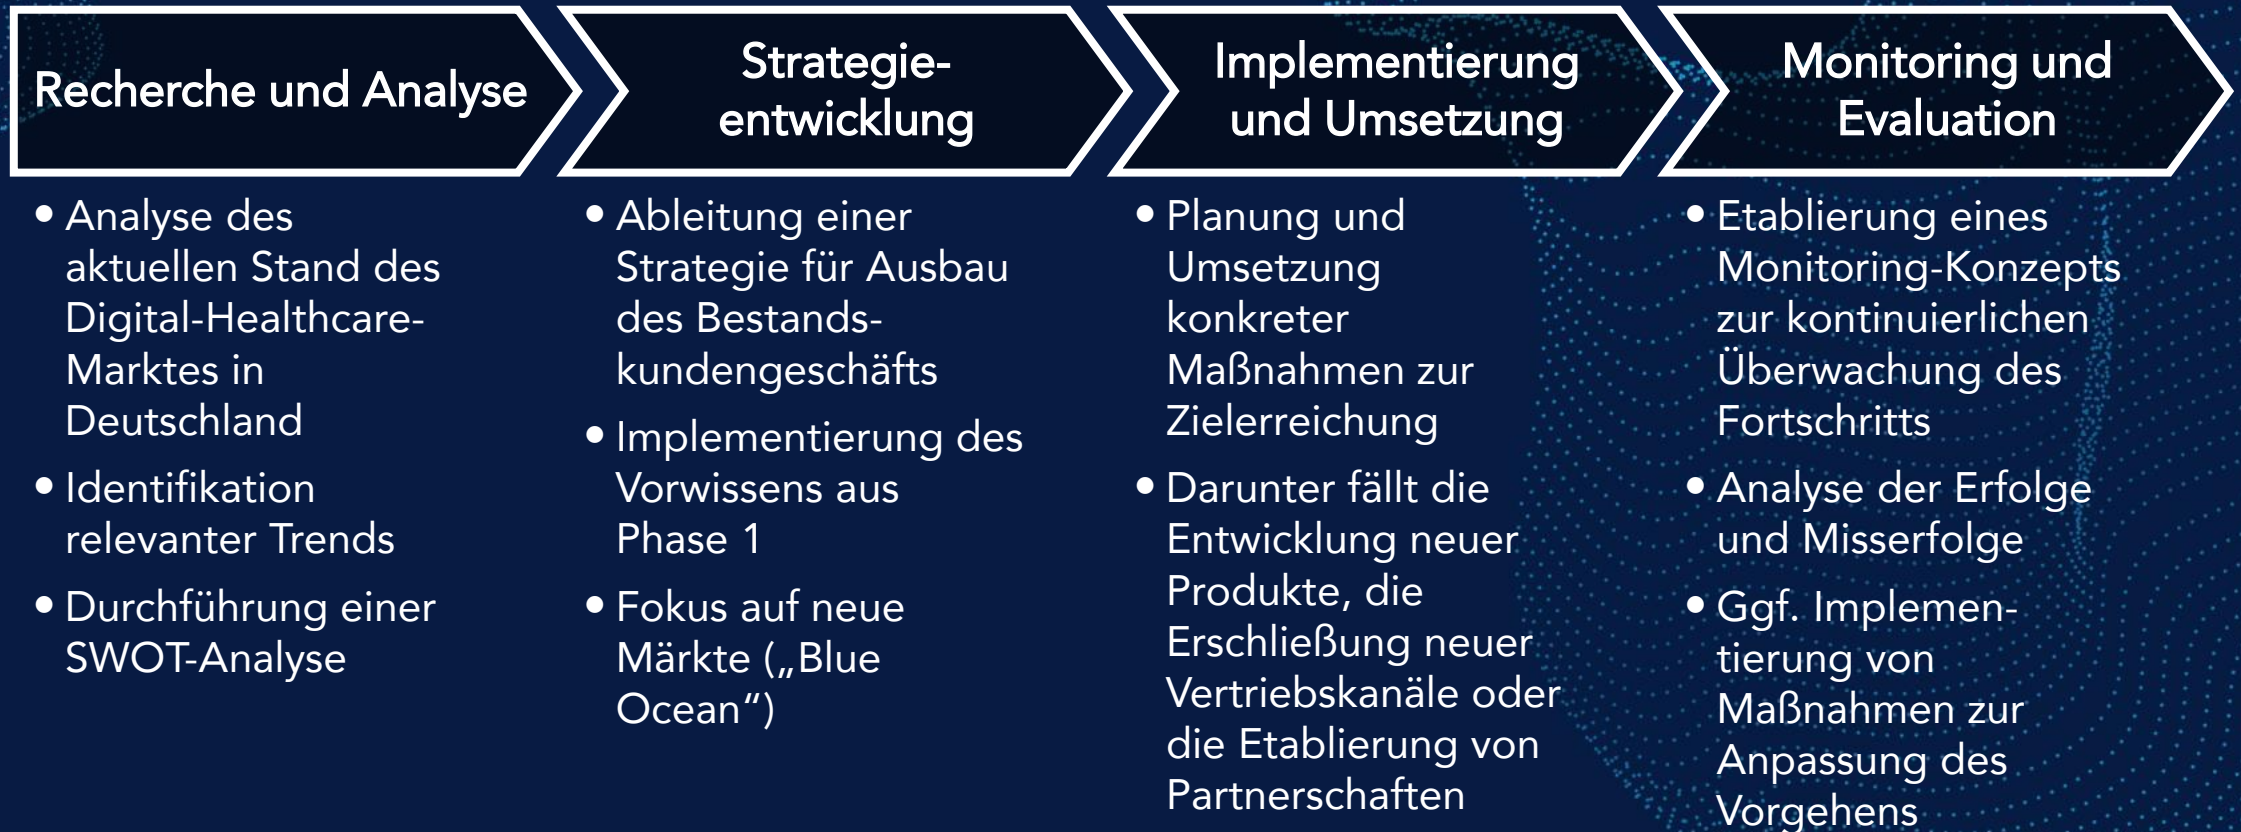 Recherche und Analyse
• Analyse des
aktuellen Stand des
Digital-Healthcare-
Marktes in
Deutschland
• Identifikation
relevanter Trends
• Durchführung einer
SWOT-Analyse
Strategie-
entwicklung
• Ableitung einer
Strategie für Ausbau
des Bestands-
kundengeschäfts
• Implementierung des
Vorwissens aus
Phase 1
• Fokus auf neue
Märkte („Blue
Ocean“)
Implementierung
und Umsetzung
• Planung und
Umsetzung
konkreter
Maßnahmen zur
Zielerreichung
• Darunter fällt die
Entwicklung neuer
Produkte, die
Erschließung neuer
Vertriebskanäle oder
die Etablierung von
Partnerschaften
Monitoring und
Evaluation
• Etablierung eines
Monitoring-Konzepts
zur kontinuierlichen
Überwachung des
Fortschritts
• Analyse der Erfolge
und Misserfolge
• Ggf. Implemen-
tierung von
Maßnahmen zur
Anpassung des
Vorgehens